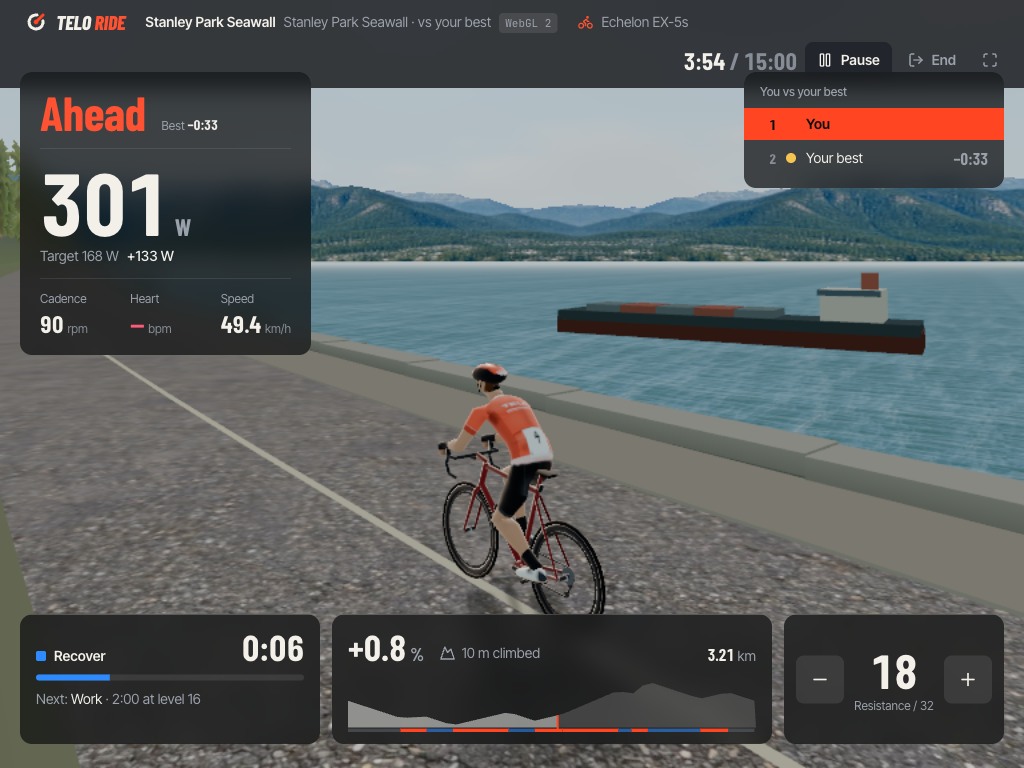 TELO RIDE
Stanley Park Seawall Stanley Park Seawall · vs your best WebGL 2 Echelon EX-5s
3:54 / 15:00 Pause End
Ahead Best −0:33
301 W
Target 168 W +133 W
Cadence Heart Speed
90 rpm — bpm 49.4 km/h
You vs your best
1 You
2 Your best −0:33
Recover 0:06
Next: Work · 2:00 at level 16
+0.8 % 10 m climbed 3.21 km
− 18 +
Resistance / 32